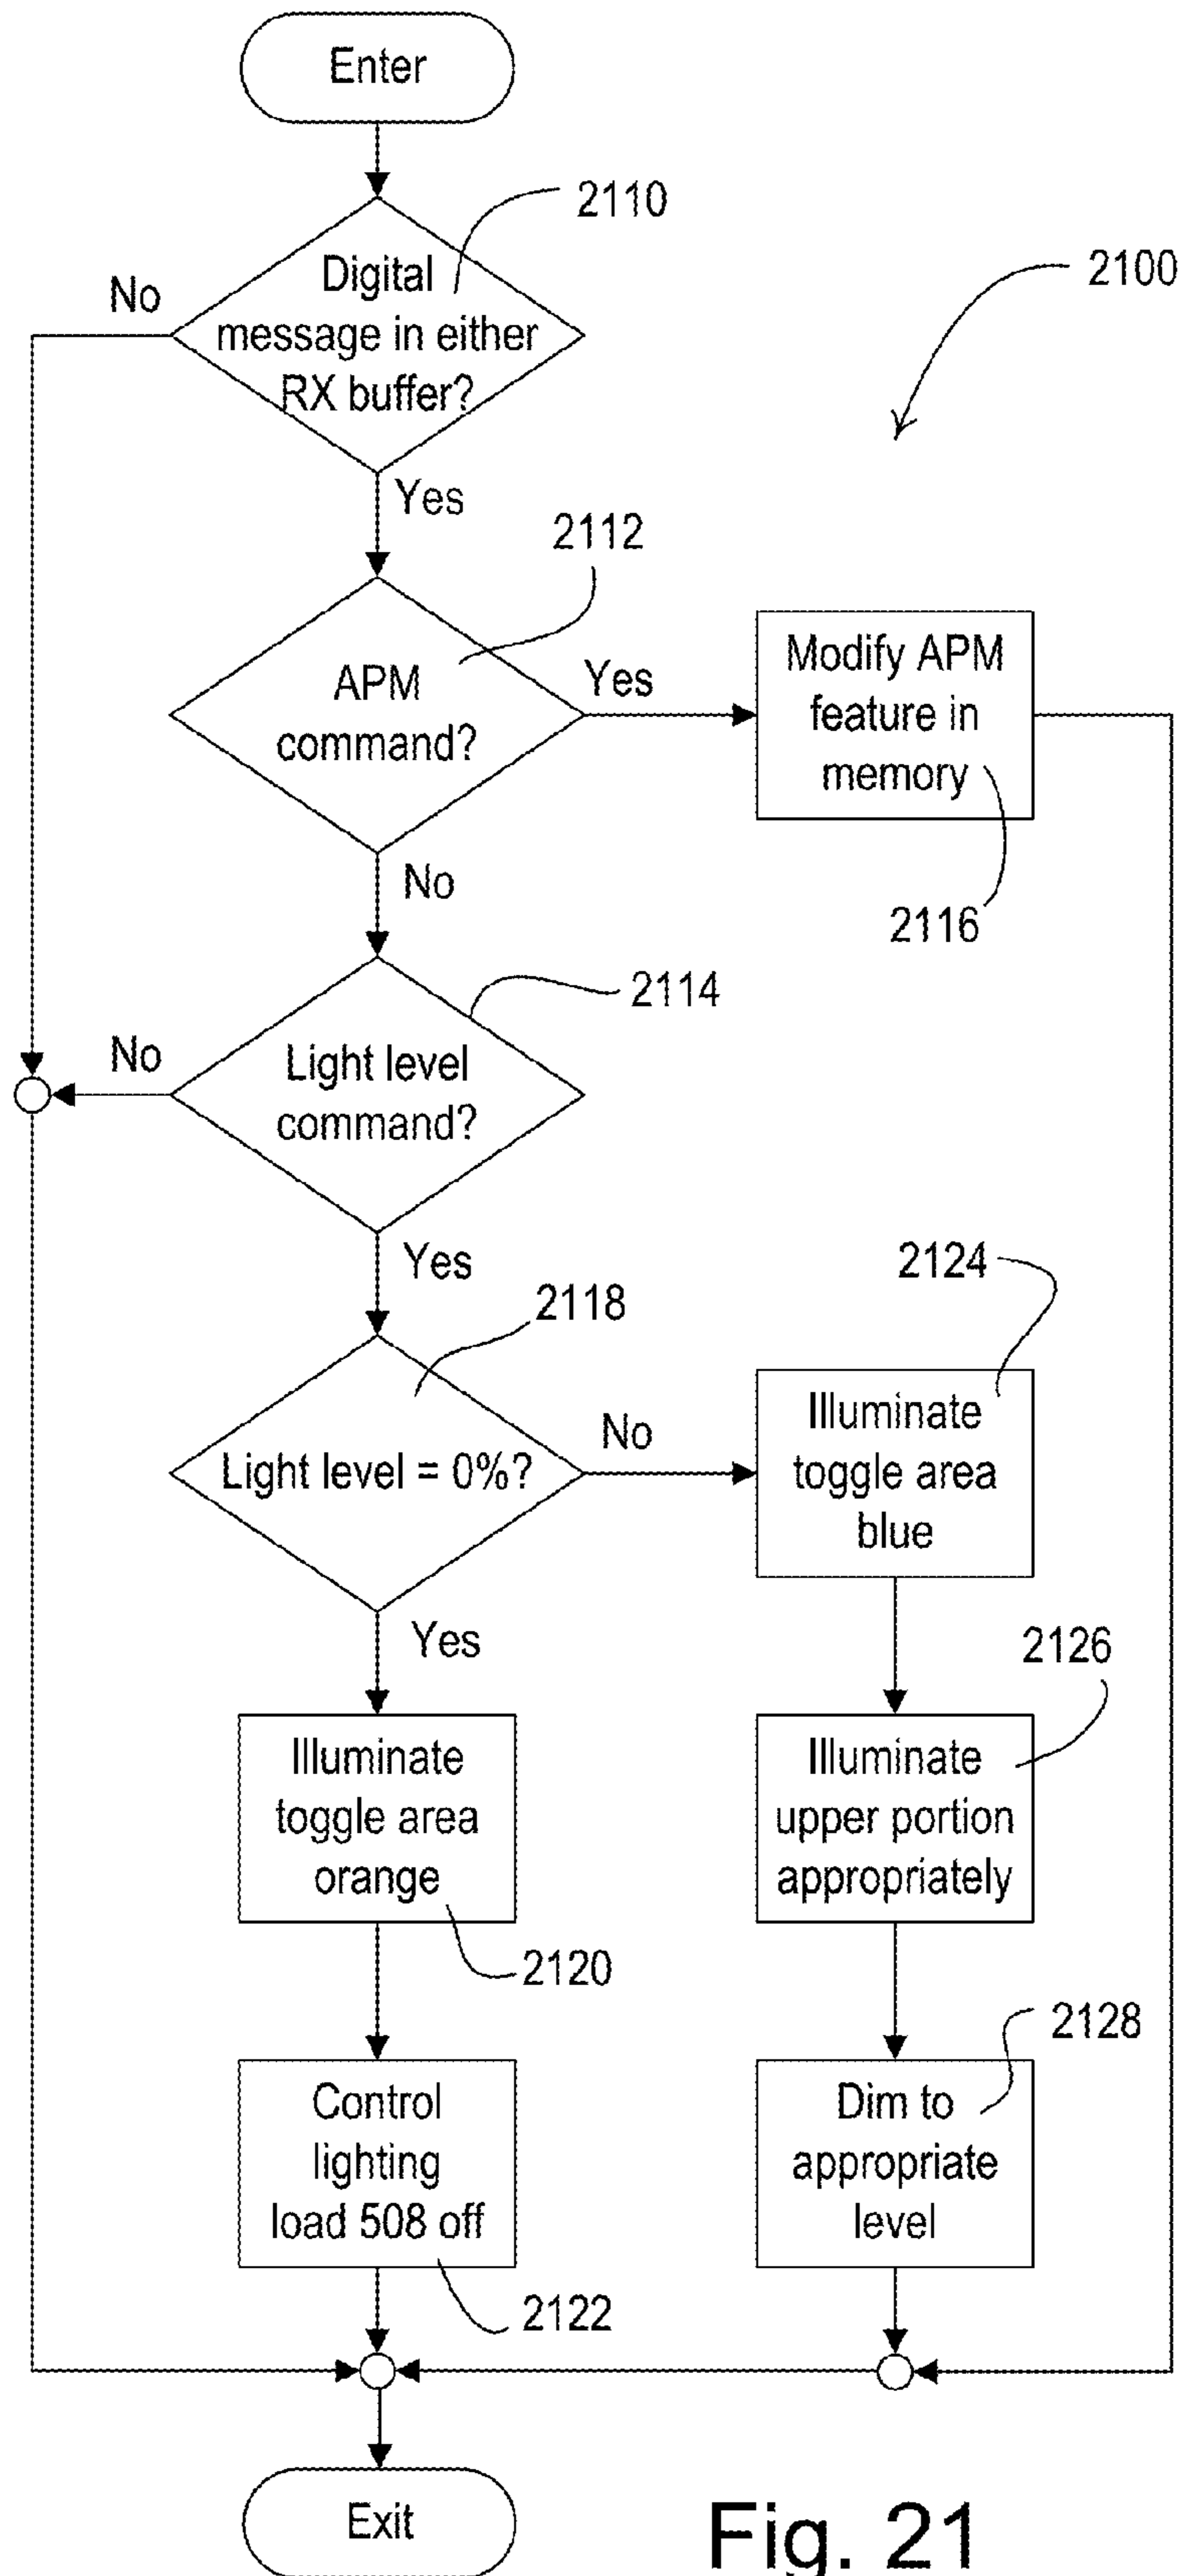 Enter
2110
Digital
message in either
RX buffer?
No
2100
Yes
2112
APM
command?
Yes
Modify APM
feature in
memory
No
2116
2114
Light level
command?
No
Yes
2124
2118
Light level = 0%?
No
Illuminate
toggle area
blue
Yes
2126
Illuminate
toggle area
orange
Illuminate
upper portion
appropriately
2120
2128
Control
lighting
load 508 off
Dim to
appropriate
level
2122
Exit
Fig. 21